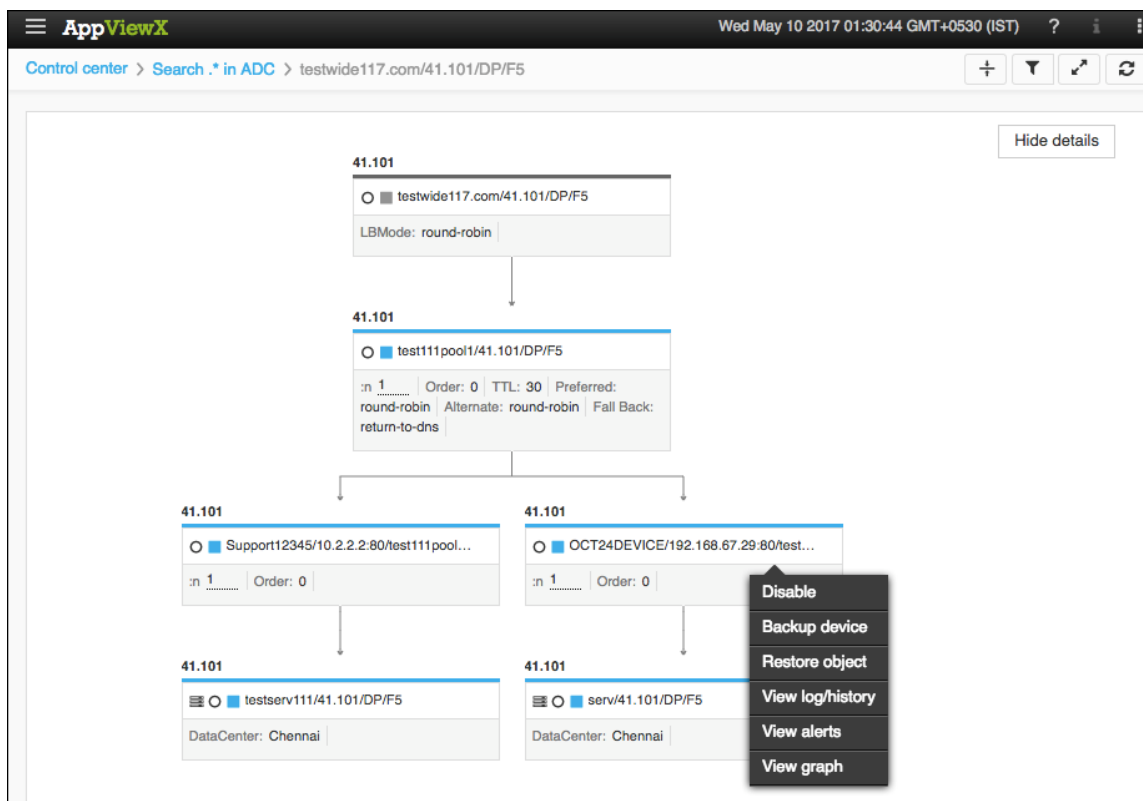 AppViewX
Wed May 10 2017 01:30:44 GMT+0530 (IST) ?
Control center > Search .* in ADC > testwide117.com/41.101/DP/F5
Hide details
41.101
testwide117.com/41.101/DP/F5
LBMode: round-robin
41.101
test111pool1/41.101/DP/F5
:n 1 Order: 0 TTL: 30 Preferred:
round-robin Alternate: round-robin Fall Back:
return-to-dns
41.101
Support12345/10.2.2.2:80/test111pool...
:n 1 Order: 0
41.101
OCT24DEVICE/192.168.67.29:80/test...
:n 1 Order: 0
Disable
Backup device
Restore object
View log/history
View alerts
View graph
41.101
testserv111/41.101/DP/F5
DataCenter: Chennai
41.101
serv/41.101/DP/F5
DataCenter: Chennai